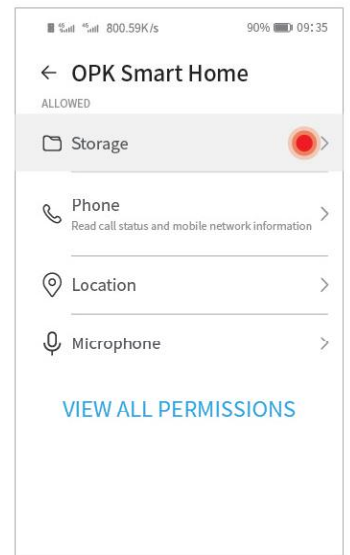 800.59K/s 90% 09:35
← OPK Smart Home
ALLOWED
Storage
Phone
Read call status and mobile network information
Location
Microphone
VIEW ALL PERMISSIONS